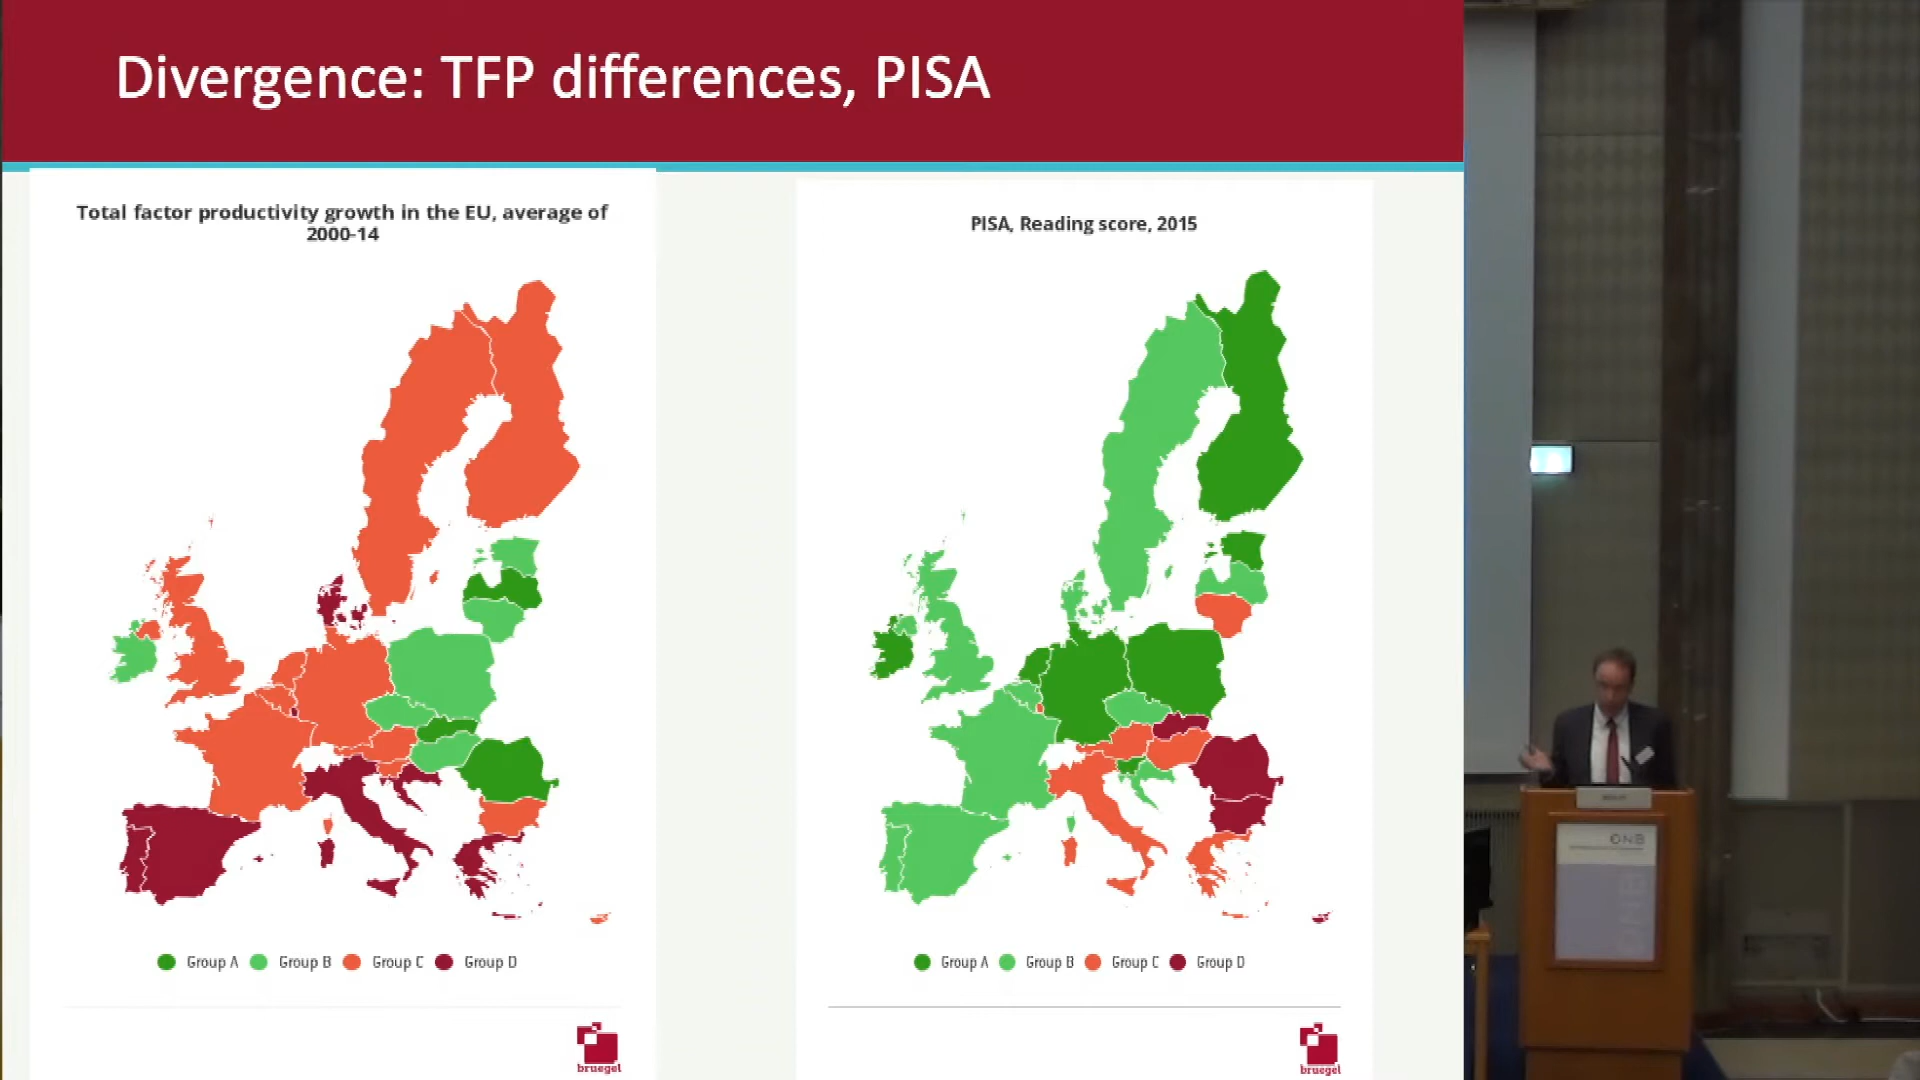 Divergence: TFP differences, PISA
Total factor productivity growth in the EU, average of
2000-14
Group A Group B Group C Group D
bruegel
PISA, Reading score, 2015
Group A Group B Group C Group D
bruegel
ONB